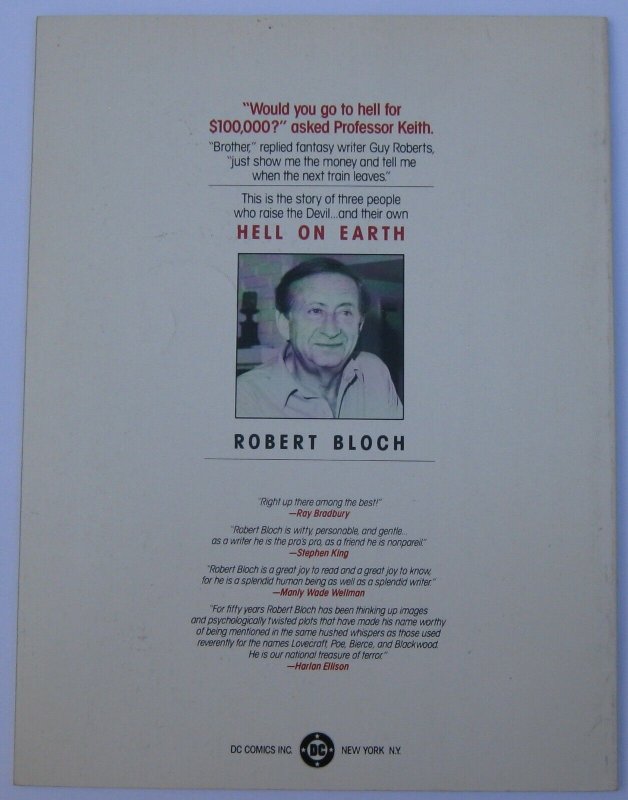 "Would you go to hell for
$100,000?" asked Professor Keith.
"Brother," replied fantasy writer Guy Roberts,
"just show me the money and tell me
when the next train leaves."
This is the story of three people
who raise the Devil...and their own
HELL ON EARTH
ROBERT BLOCH
"Right up there among the best!"
—Ray Bradbury
"Robert Bloch is witty, personable, and gentle...
as a writer he is the pro's pro, as a friend he is nonpareil."
—Stephen King
"Robert Bloch is a great joy to read and a great joy to know,
for he is a splendid human being as well as a splendid writer."
—Manly Wade Wellman
"For fifty years Robert Bloch has been thinking up images
and psychologically twisted plots that have made his name worthy
of being mentioned in the same hushed whispers as those used
reverently for the names Lovecraft, Poe, Bierce, and Blackwood.
He is our national treasure of terror."
—Harlan Ellison
DC COMICS INC. DC NEW YORK N.Y.